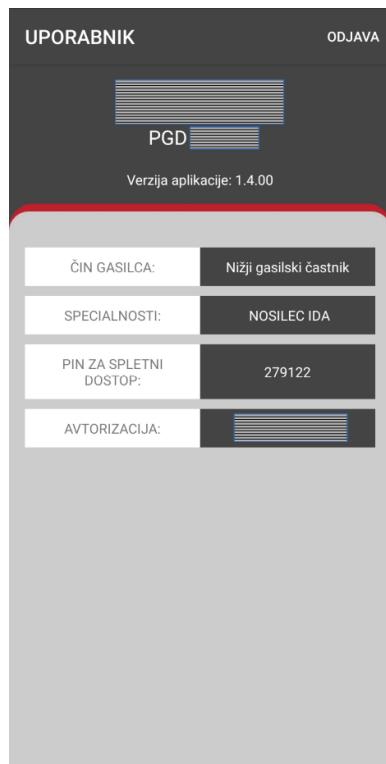 UPORABNIK
ODJAVA
PGD
Verzija aplikacije: 1.4.00
ČIN GASILCA:
Nižji gasilski častnik
SPECIALNOSTI:
NOSILEC IDA
PIN ZA SPLETNI
DOSTOP:
279122
AVTORIZACIJA: